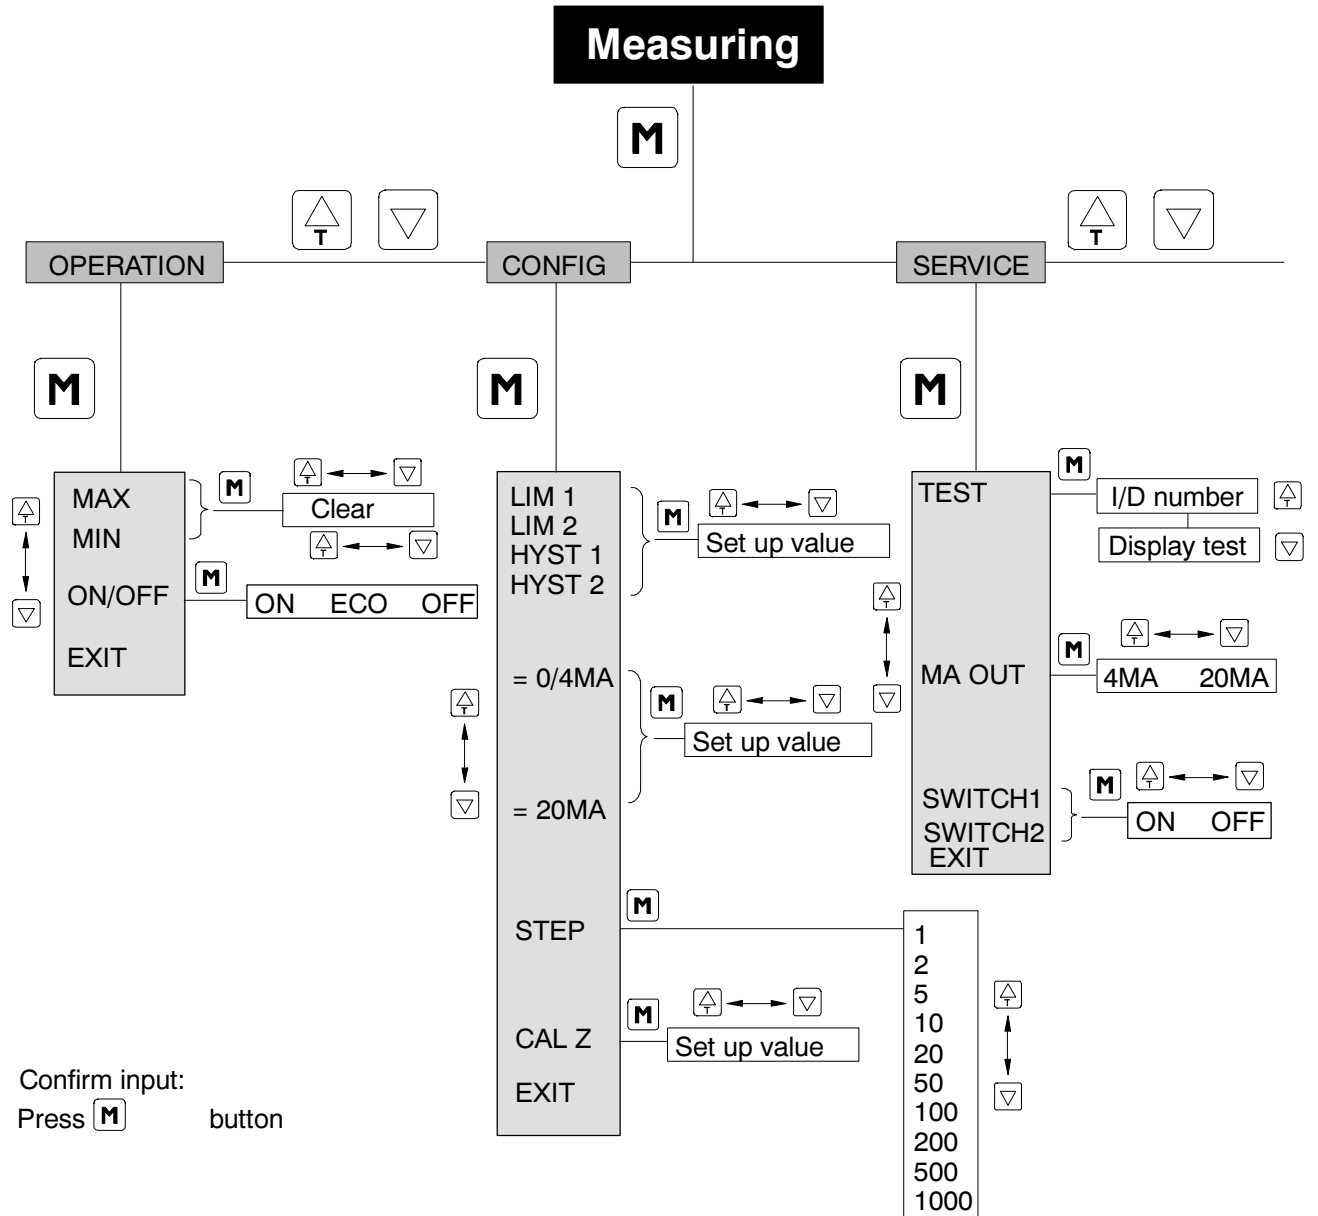 Measuring
M
T
T
OPERATION
CONFIG
SERVICE
M
M
M
MAX
MIN
ON/OFF
EXIT
M
T
Clear
T
T
M
ON ECO OFF
LIM 1
LIM 2
HYST 1
HYST 2
M
T
Set up value
= 0/4MA
= 20MA
T
M
T
Set up value
STEP
M
1
2
5
10
20
50
100
200
500
1000
T
CAL Z
M
T
Set up value
EXIT
TEST
M
I/D number
T
Display test
T
MA OUT
M
T
4MA 20MA
SWITCH1
SWITCH2
EXIT
M
T
ON OFF
Confirm input:
Press M button